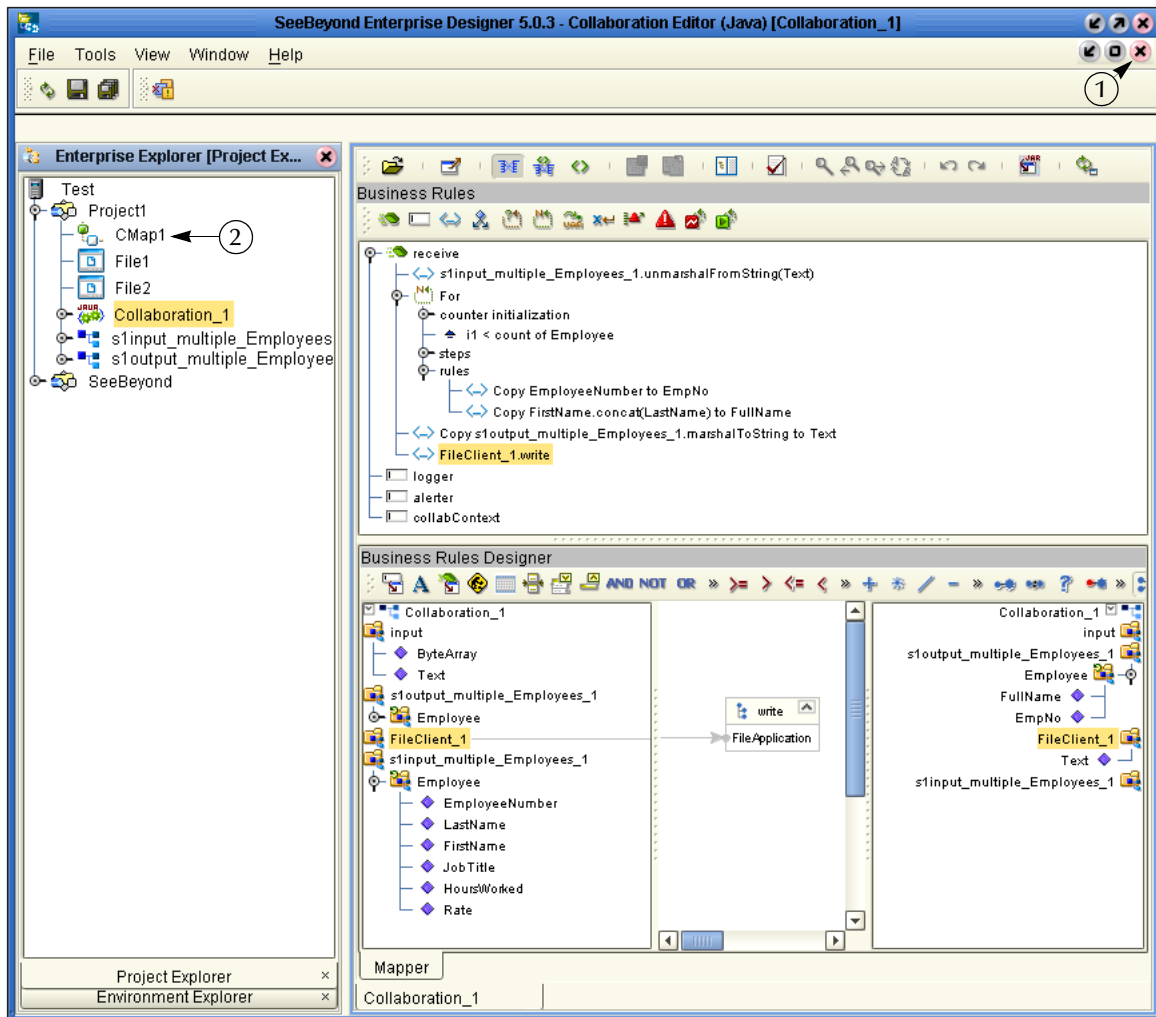 SeeBeyond Enterprise Designer 5.0.3 - Collaboration Editor (Java) [Collaboration_1]
File Tools View Window Help
1
Enterprise Explorer [Project Ex...
Test
Project1
CMap1
2
File1
File2
JAVA
Collaboration_1
s1input_multiple_Employees
s1output_multiple_Employee
SeeBeyond
Project Explorer
Environment Explorer
JAR
Business Rules
receive
s1input_multiple_Employees_1.unmarshalFromString(Text)
For
counter initialization
i1 < count of Employee
steps
rules
Copy EmployeeNumber to EmpNo
Copy FirstName.concat(LastName) to FullName
Copy s1output_multiple_Employees_1.marshalToString to Text
FileClient_1.write
logger
alerter
collabContext
Business Rules Designer
A AND NOT OR » >= > <= < » + * / - » ? »
Collaboration_1
input
ByteArray
Text
s1output_multiple_Employees_1
Employee
FileClient_1
s1input_multiple_Employees_1
Employee
EmployeeNumber
LastName
FirstName
JobTitle
HoursWorked
Rate
write
FileApplication
Collaboration_1
input
s1output_multiple_Employees_1
Employee
FullName
EmpNo
FileClient_1
Text
s1input_multiple_Employees_1
Mapper
Collaboration_1